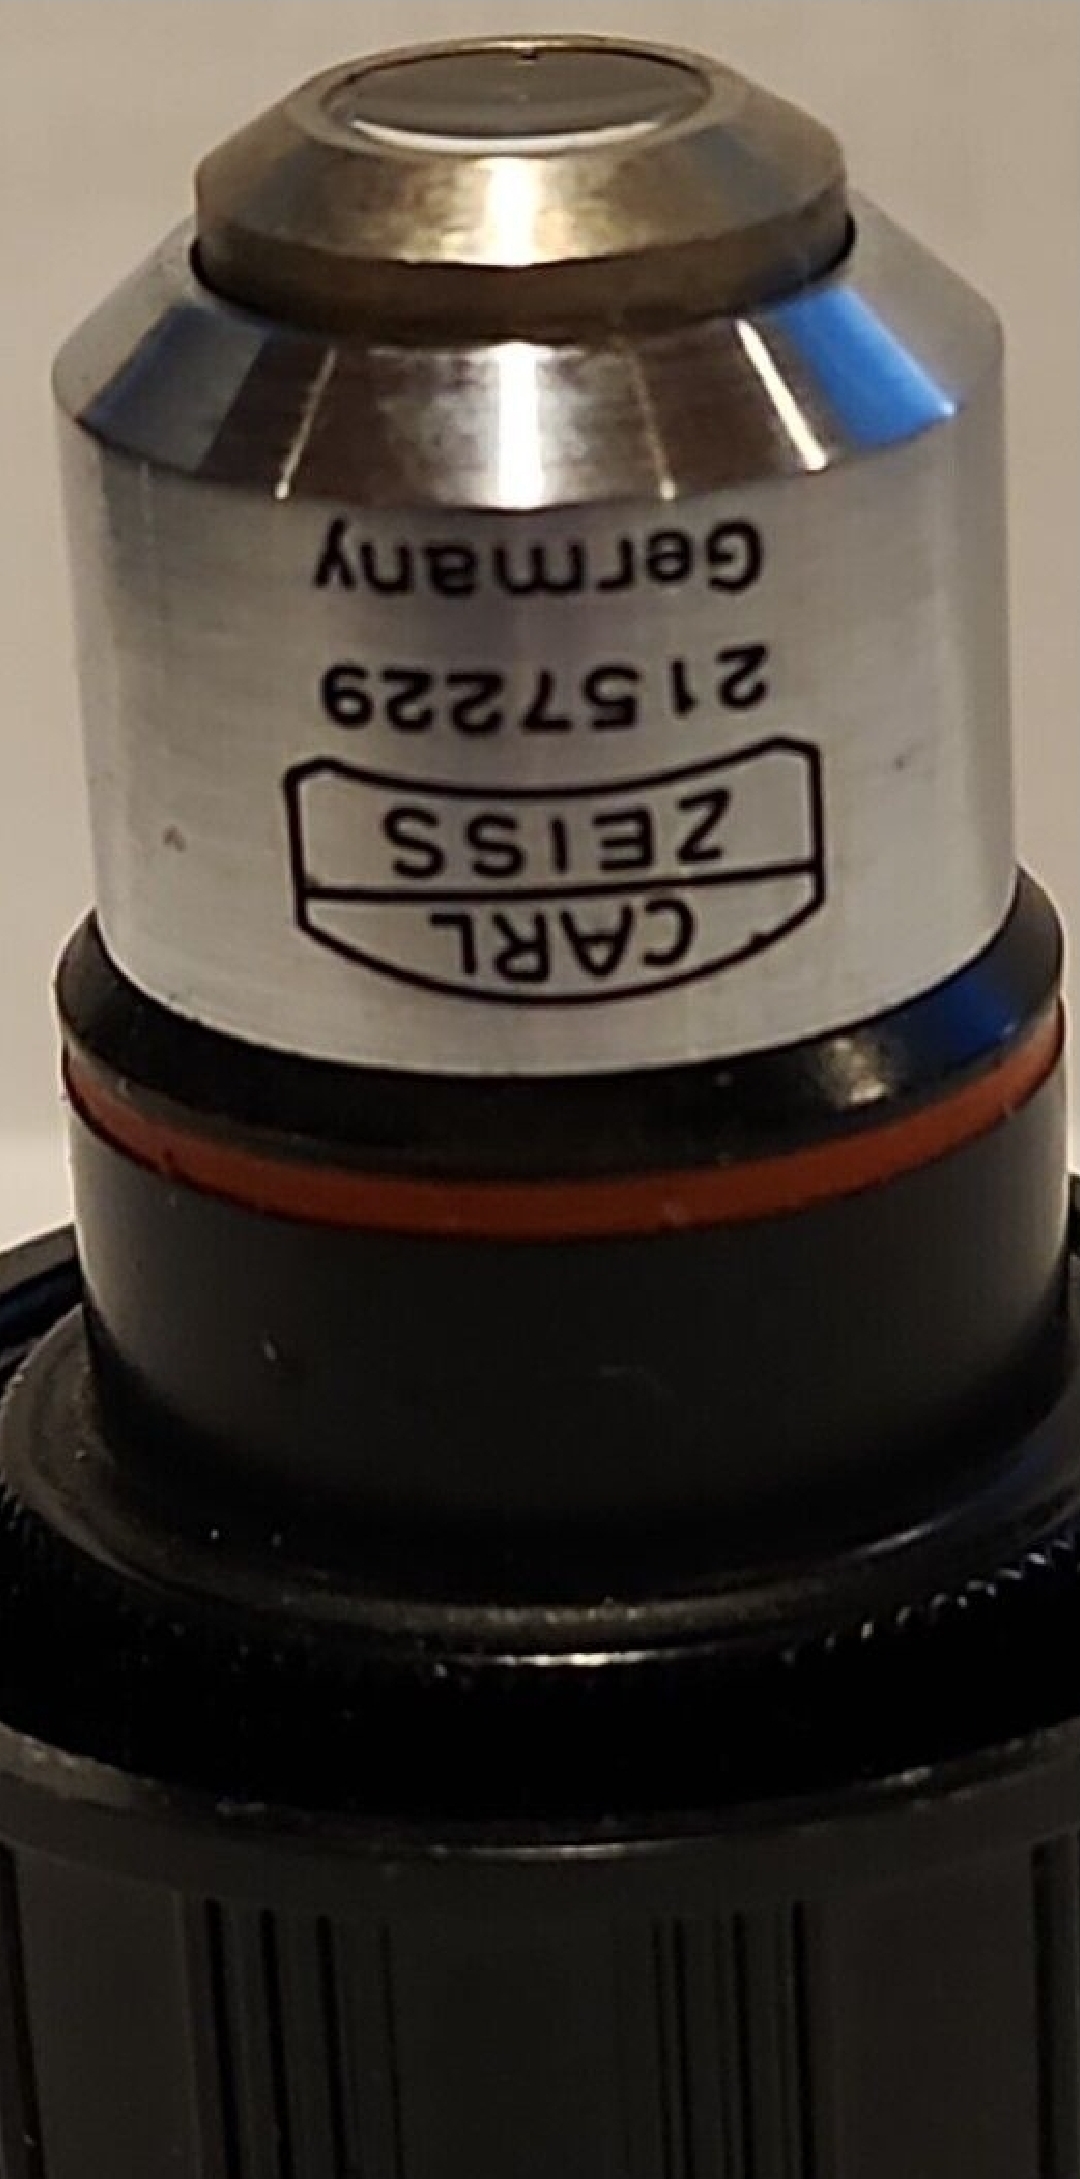 CARL
ZEISS
2157229
Germany